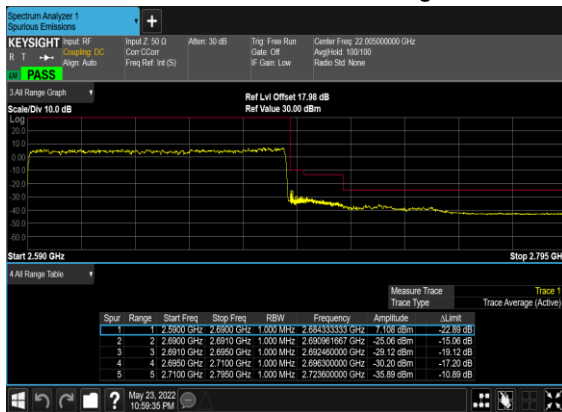 Spectrum Analyzer 1
Spurious Emissions
KEYSIGHT Input: RF Input Z: 50 Ω Atten: 30 dB Trig: Free Run Center Freq: 22.005000000 GHz
R T Coupling: DC Corr CCorr Gate: Off Avg|Hold: 100/100
Align: Auto Freq Ref: Int (S) IF Gain: Low Radio Std: None
PASS
3 All Range Graph
Ref Lvl Offset 17.98 dB
Scale/Div 10.0 dB Ref Value 30.00 dBm
Log
20.0
10.0
0.00
-10.0
-20.0
-30.0
-40.0
-50.0
-60.0
Start 2.590 GHz Stop 2.795 GH
4 All Range Table
Measure Trace Trace 1
Trace Type Trace Average (Active)
Spur Range Start Freq Stop Freq RBW Frequency Amplitude ΔLimit
1 1 2.5900 GHz 2.6900 GHz 1.000 MHz 2.684333333 GHz 7.108 dBm -22.89 dB
2 2 2.6900 GHz 2.6910 GHz 1.000 MHz 2.690961667 GHz -25.06 dBm -15.06 dB
3 3 2.6910 GHz 2.6950 GHz 1.000 MHz 2.692460000 GHz -29.12 dBm -19.12 dB
4 4 2.6950 GHz 2.7100 GHz 1.000 MHz 2.696300000 GHz -30.20 dBm -17.20 dB
5 5 2.7100 GHz 2.7950 GHz 1.000 MHz 2.723600000 GHz -35.89 dBm -10.89 dB
May 23, 2022
10:59:35 PM